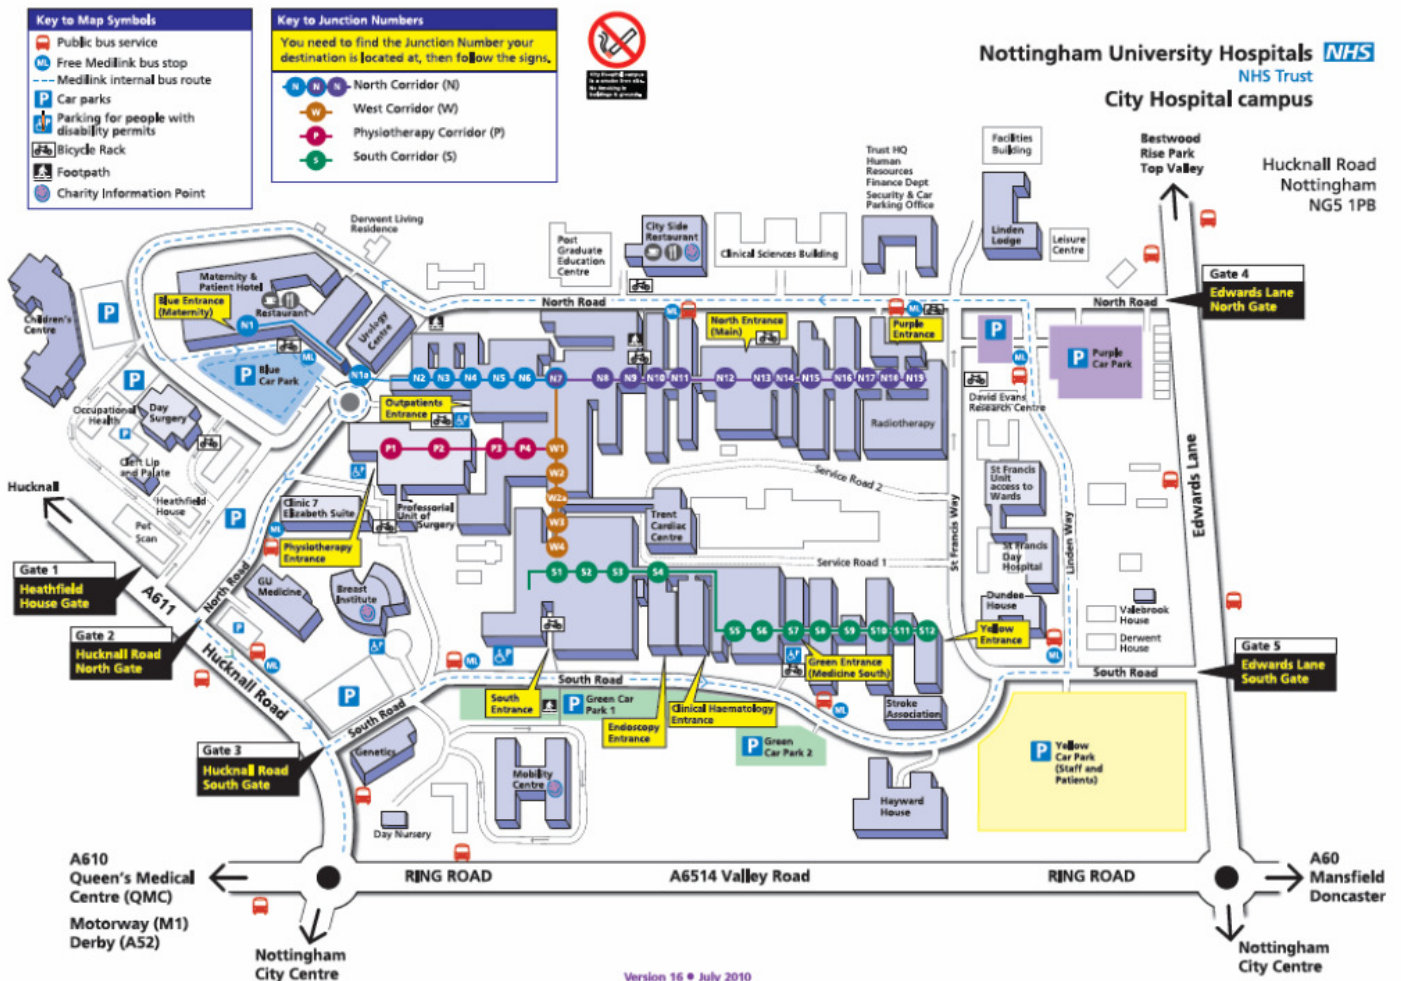 Key to Map Symbols
Public bus service
ML
Free Medilink bus stop
Medilink internal bus route
P
Car parks
Parking for people with
disability permits
Bicycle Rack
Footpath
Charity Information Point
Key to Junction Numbers
You need to find the Junction Number your
destination is located at, then follow the signs.
N N N North Corridor (N)
W West Corridor (W)
P Physiotherapy Corridor (P)
S South Corridor (S)
Nottingham University Hospitals NHS
NHS Trust
City Hospital campus
Hucknall Road
Nottingham
NG5 1PB
Bestwood
Rise Park
Top Valley
Facilities
Building
Trust HQ
Human
Resources
Finance Dept
Security & Car
Parking Office
Linden
Lodge
Leisure
Centre
Derwent Living
Residence
Post
Graduate
Education
Centre
City Side
Restaurant
Clinical Sciences Building
Gate 4
Edwards Lane
North Gate
Maternity &
Patient Hotel
Restaurant
Blue Entrance
(Maternity)
N1
Urology
Centre
Children's
Centre
P
North Road
North Road
ML
ML
ML
ML
North Entrance
(Main)
Purple
Entrance
P
P
Purple
Car Park
P
Blue
Car Park
P
N1a
N2 N3 N4 N5 N6 N7 N8 N9 N10 N11 N12 N13 N14 N15 N16 N17 N18 N19
David Evans
Research Centre
Outpatients
Entrance
Radiotherapy
Occupational
Health
P
Day
Surgery
P1 P2 P3 P4 W1
W2
W2a
W3
W4
Cleft Lip
and Palate
Heathfield
House
Pet
Scan
P
Hucknall
Clinic 7
Elizabeth Suite
Professorial
Unit of
Surgery
Physiotherapy
Entrance
ML
Trent
Cardiac
Centre
Service Road 2
Service Road 1
St Francis Way
Linden Way
Edwards Lane
St Francis
Unit
access to
Wards
St Francis
Day
Hospital
Gate 1
Heathfield
House Gate
A611
North Road
GU
Medicine
Breast
Institute
S1 S2 S3 S4
S5 S6 S7 S8 S9 S10 S11 S12
Dundee
House
Yellow
Entrance
Valebrook
House
Derwent
House
ML
Gate 2
Hucknall Road
North Gate
P
ML
Hucknall Road
P
ML
South Road
South Road
South Road
Green Entrance
(Medicine South)
Gate 5
Edwards Lane
South Gate
South
Entrance
P
Green Car
Park 1
Endoscopy
Entrance
Clinical Haematology
Entrance
ML
Stroke
Association
Gate 3
Hucknall Road
South Gate
Genetics
P
Green
Car Park 2
P
Yellow
Car Park
(Staff and
Patients)
Mobility
Centre
Hayward
House
Day Nursery
A610
Queen's Medical
Centre (QMC)
Motorway (M1)
Derby (A52)
RING ROAD
A6514 Valley Road
RING ROAD
A60
Mansfield
Doncaster
Nottingham
City Centre
Nottingham
City Centre
Version 16 • July 2010